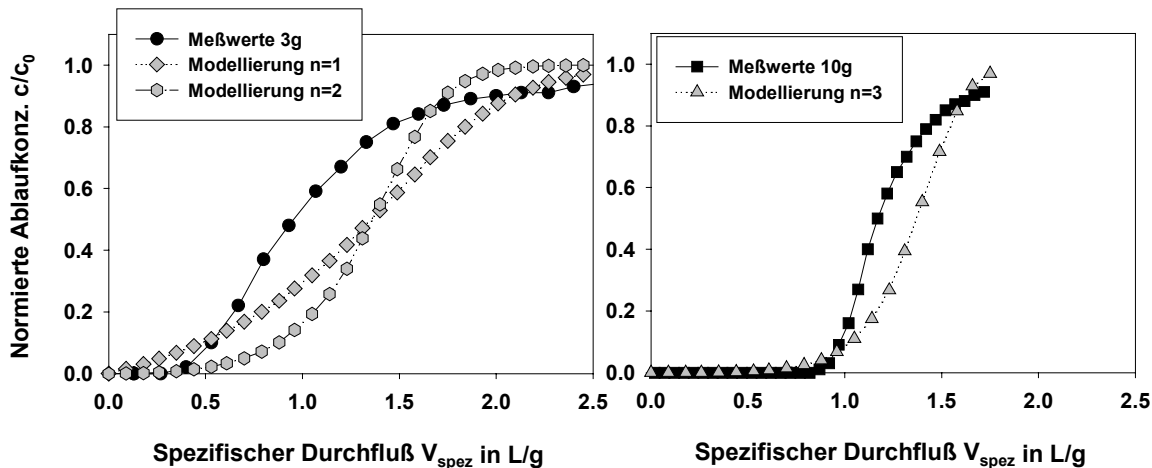 Meßwerte 3g
Modellierung n=1
Modellierung n=2
Normierte Ablaufkonz. c/c0
1.0
0.8
0.6
0.4
0.2
0.0
0.0 0.5 1.0 1.5 2.0 2.5
Spezifischer Durchfluß Vspez in L/g
Meßwerte 10g
Modellierung n=3
1.0
0.8
0.6
0.4
0.2
0.0
0.0 0.5 1.0 1.5 2.0 2.5
Spezifischer Durchfluß Vspez in L/g